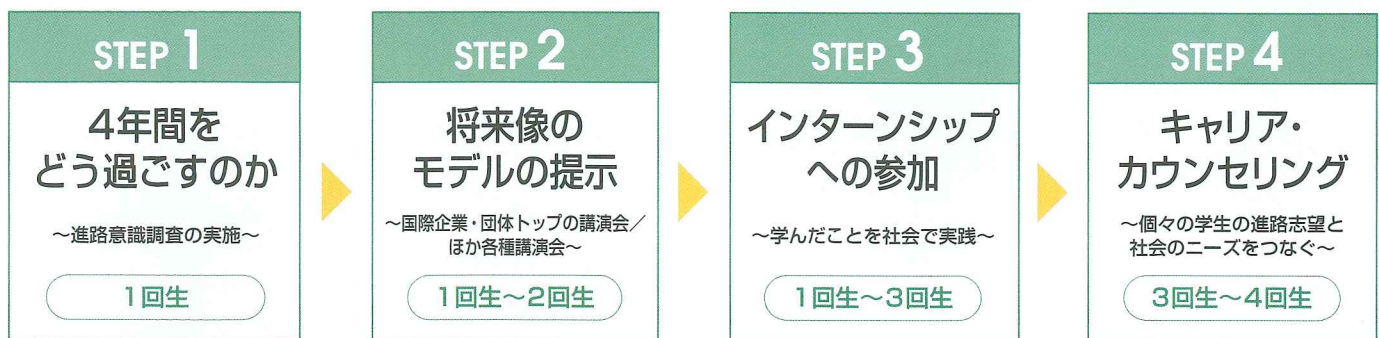 STEP 1
4年間を
どう過ごすのか
～進路意識調査の実施～
1回生
STEP 2
将来像の
モデルの提示
～国際企業・団体トップの講演会／
ほか各種講演会～
1回生～2回生
STEP 3
インターンシップ
への参加
～学んだことを社会で実践～
1回生～3回生
STEP 4
キャリア・
カウンセリング
～個々の学生の進路志望と
社会のニーズをつなぐ～
3回生～4回生